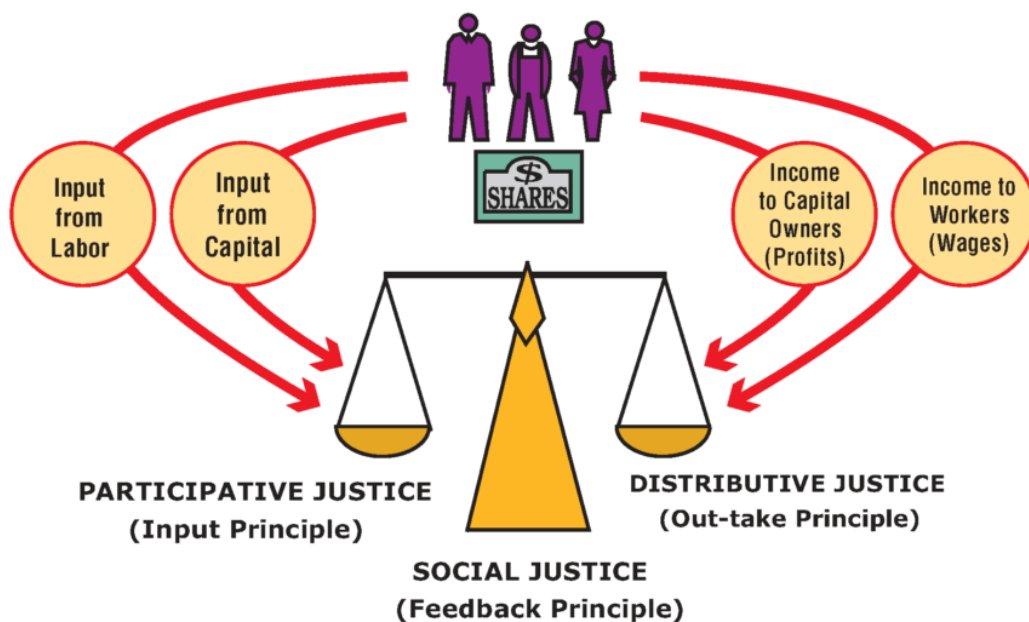 $
SHARES
Input
from
Labor
Input
from
Capital
Income
to Capital
Owners
(Profits)
Income to
Workers
(Wages)
PARTICIPATIVE JUSTICE
(Input Principle)
DISTRIBUTIVE JUSTICE
(Out-take Principle)
SOCIAL JUSTICE
(Feedback Principle)